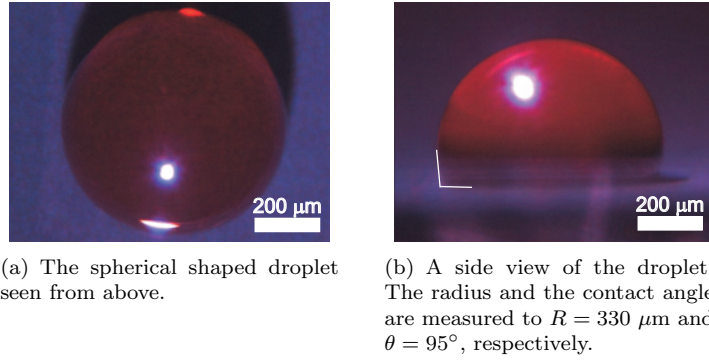 200 μm
200 μm
(a) The spherical shaped droplet
seen from above.
(b) A side view of the droplet
The radius and the contact angle
are measured to R = 330 μm and
θ = 95°, respectively.